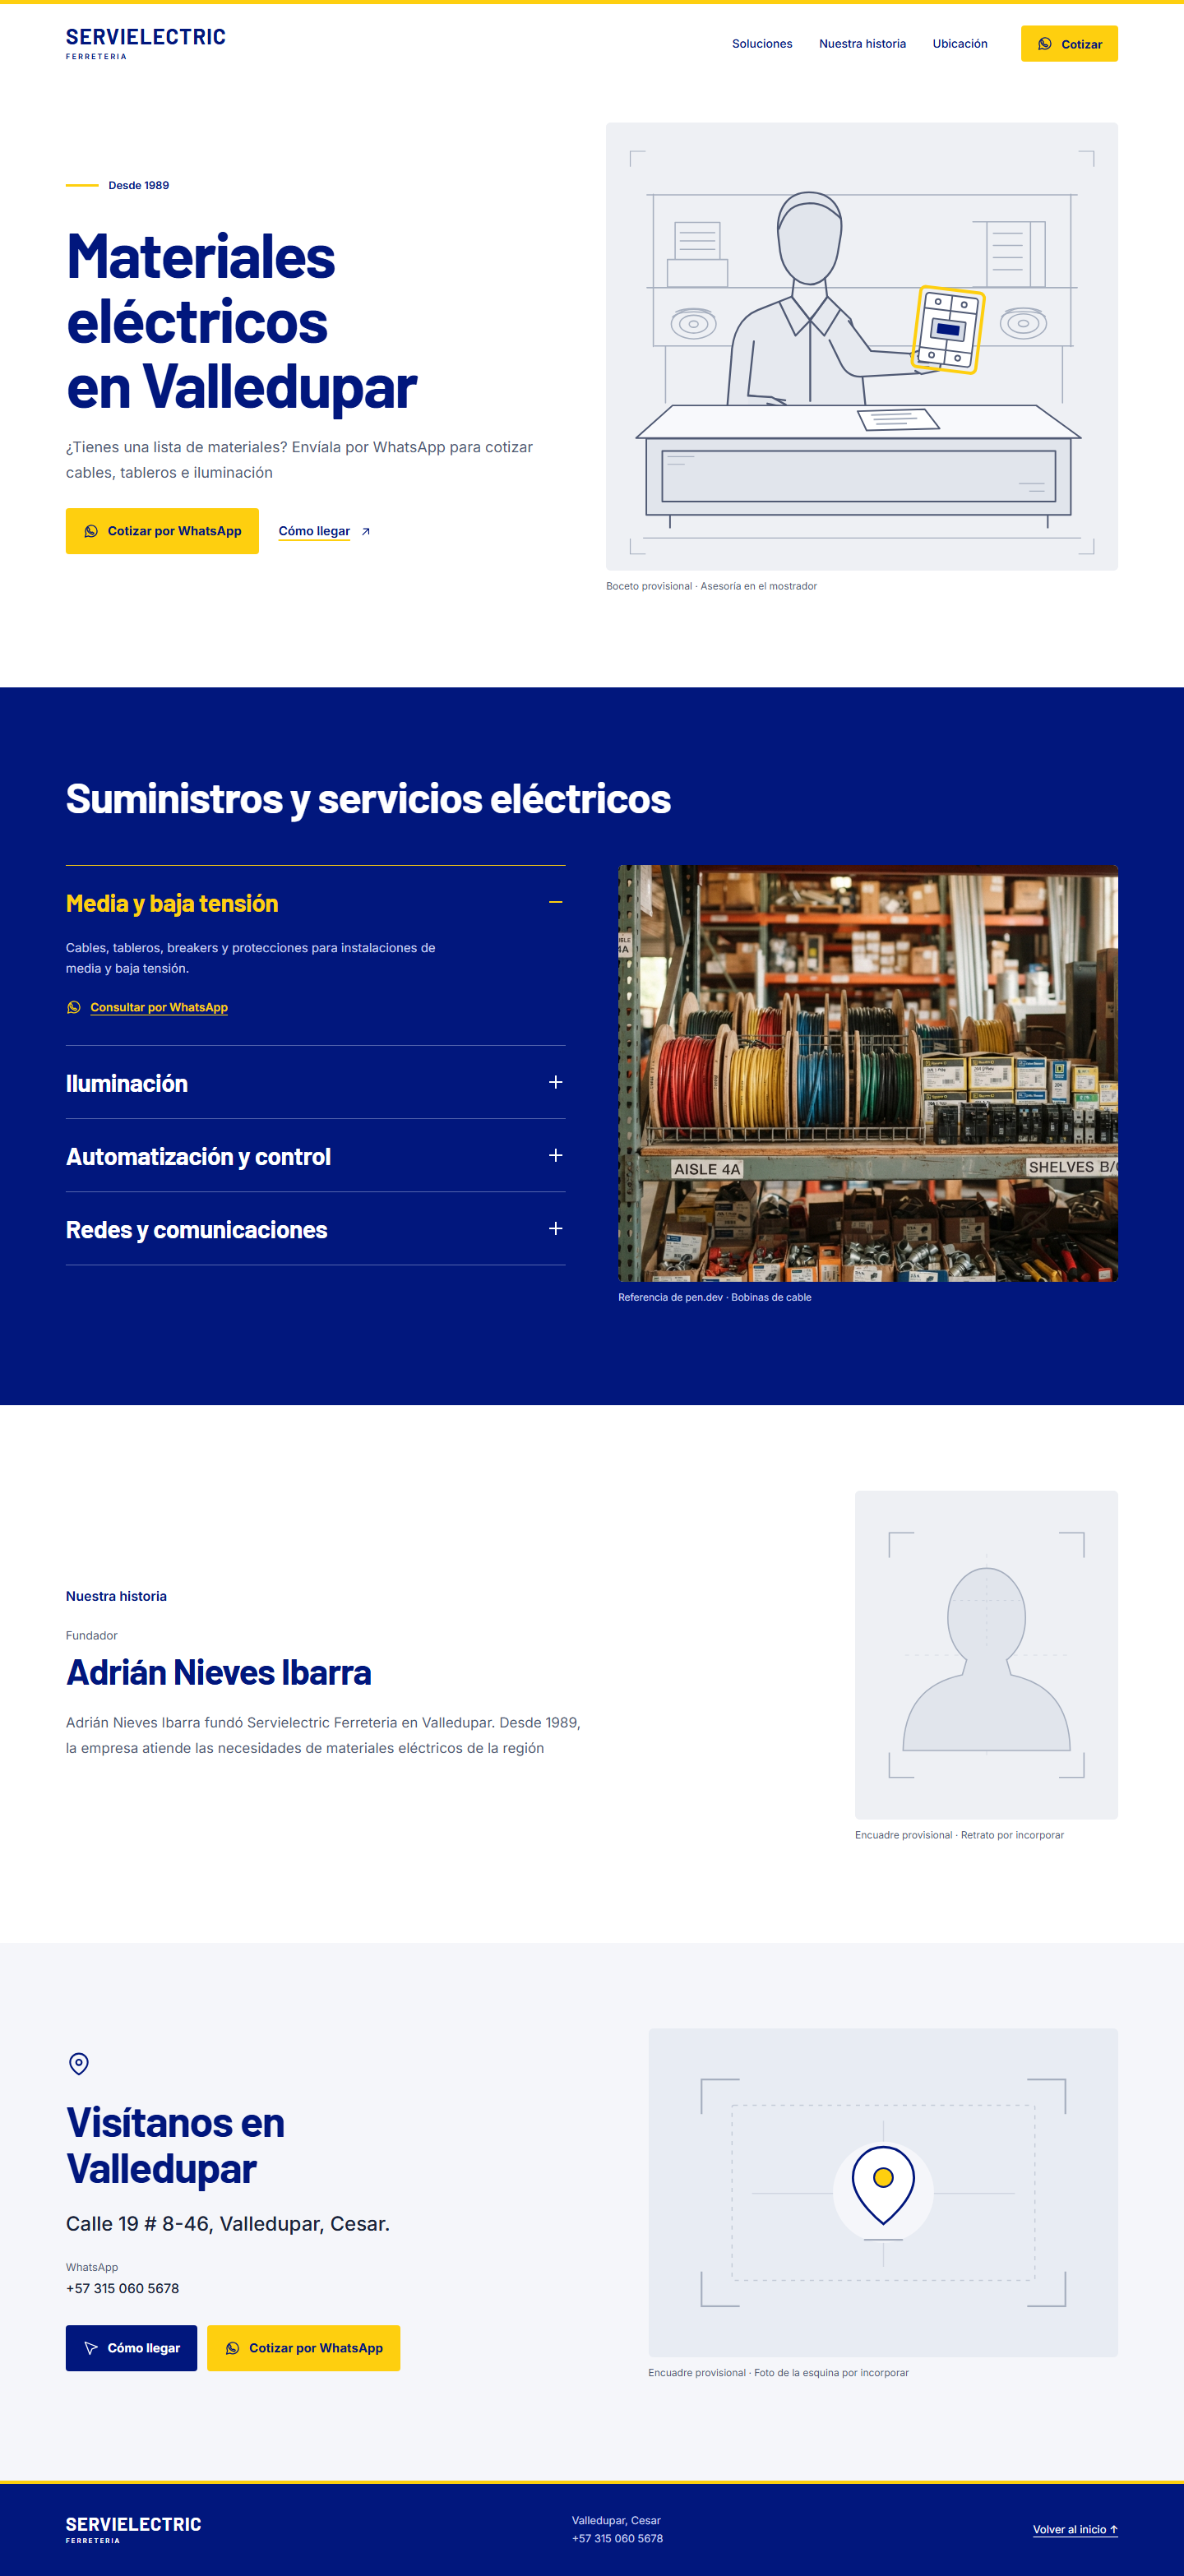 SERVIELECTRIC
FERRETERIA
Soluciones
Nuestra historia
Ubicación
Cotizar
Desde 1989
Materiales
eléctricos
en Valledupar
¿Tienes una lista de materiales? Envíala por WhatsApp para cotizar
cables, tableros e iluminación
Cotizar por WhatsApp
Cómo llegar ↗
Boceto provisional · Asesoría en el mostrador
Suministros y servicios eléctricos
Media y baja tensión
Cables, tableros, breakers y protecciones para instalaciones de
media y baja tensión.
Consultar por WhatsApp
Iluminación
Automatización y control
Redes y comunicaciones
4A
AISLE 4A
SHELVES B/
Referencia de pen.dev · Bobinas de cable
Nuestra historia
Fundador
Adrián Nieves Ibarra
Adrián Nieves Ibarra fundó Servielectric Ferreteria en Valledupar. Desde 1989,
la empresa atiende las necesidades de materiales eléctricos de la región
Encuadre provisional · Retrato por incorporar
Visítanos en
Valledupar
Calle 19 # 8-46, Valledupar, Cesar.
WhatsApp
+57 315 060 5678
Cómo llegar
Cotizar por WhatsApp
Encuadre provisional · Foto de la esquina por incorporar
SERVIELECTRIC
FERRETERIA
Valledupar, Cesar
+57 315 060 5678
Volver al inicio ↑